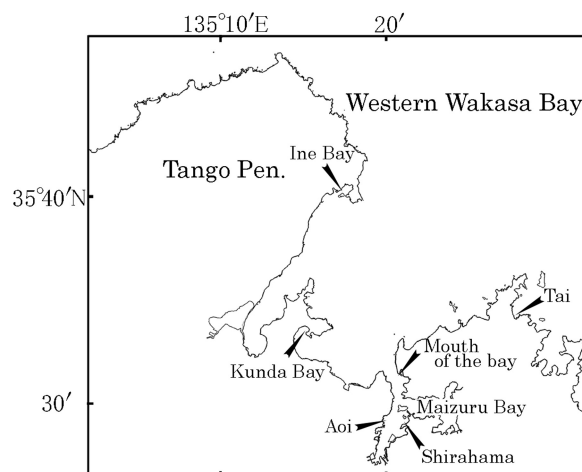 135°10′E
20′
Western Wakasa Bay
Ine Bay
Tango Pen.
35°40′N
Tai
Mouth
of the bay
Kunda Bay
30′
Maizuru Bay
Aoi
Shirahama